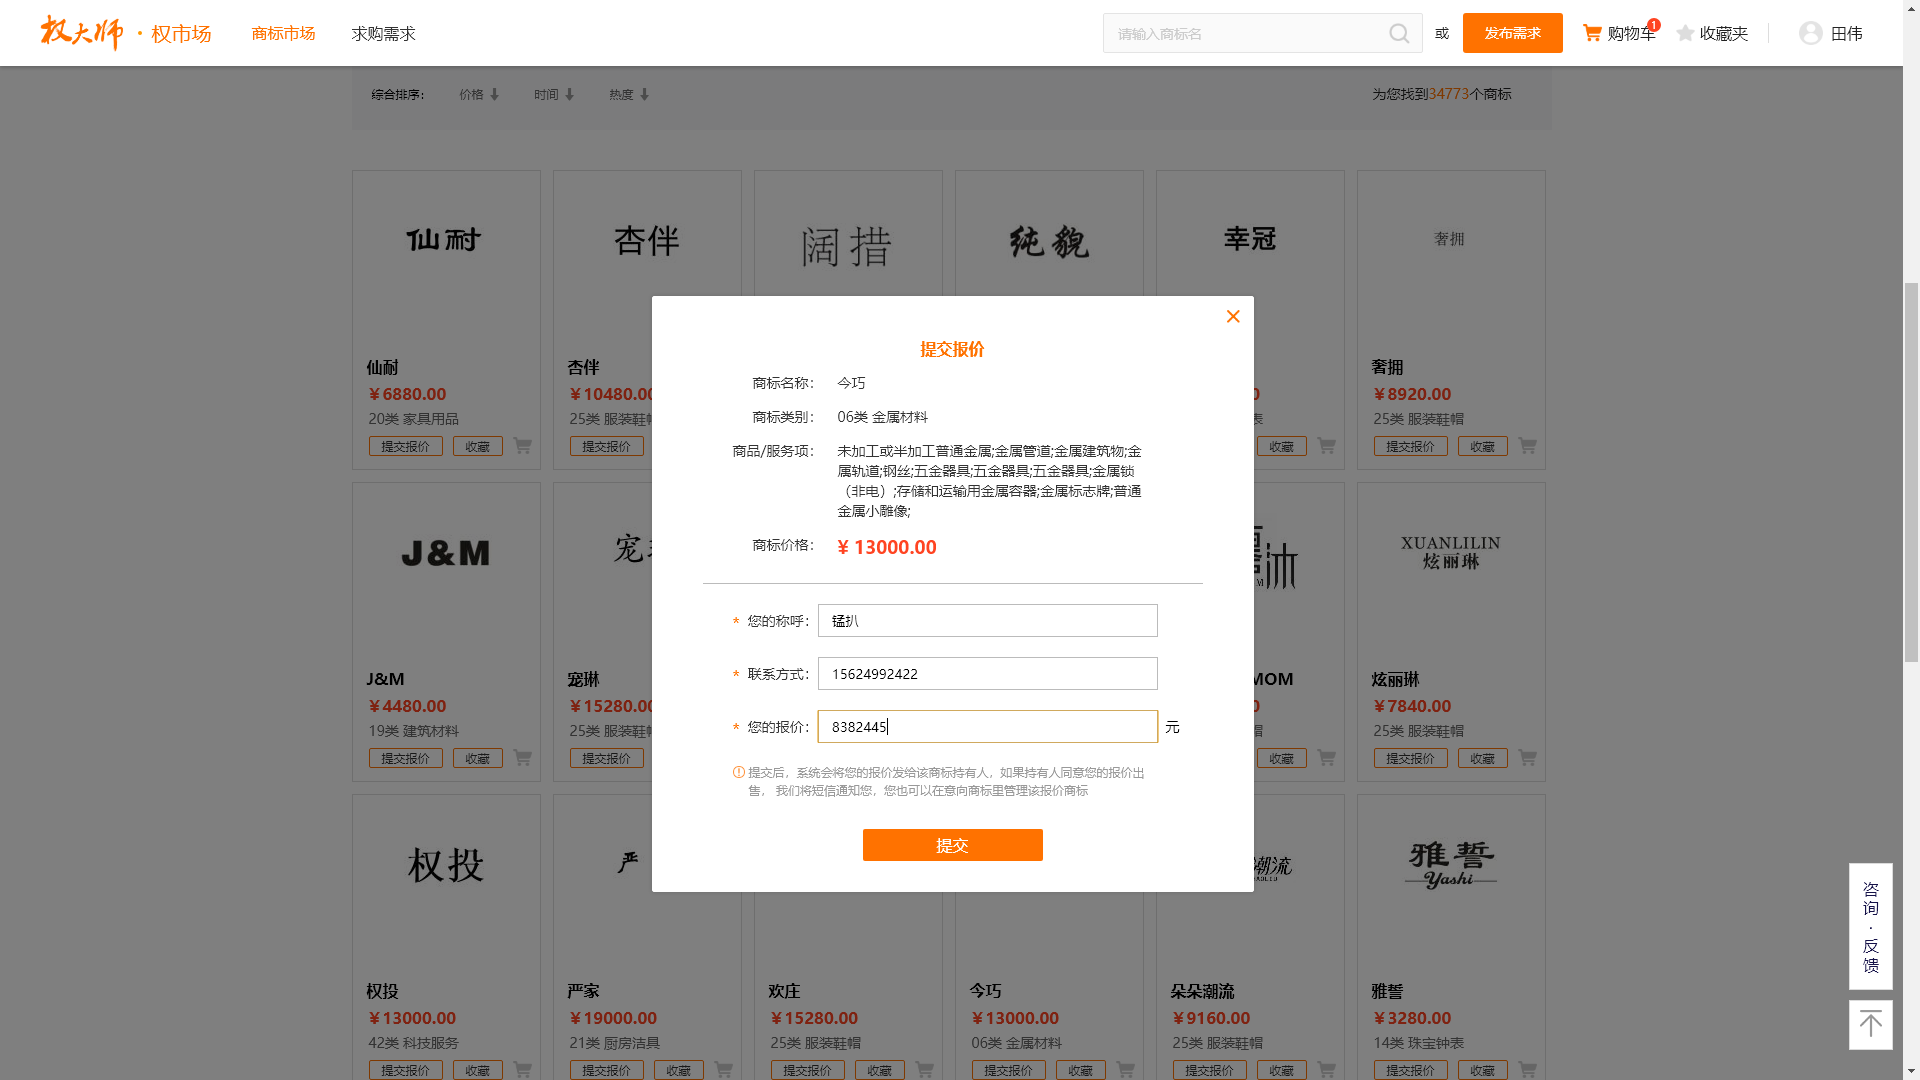 权大师 · 权市场 商标市场 求购需求 请输入商标名 或 发布需求 购物车 1 收藏夹 田伟
综合排序： 价格 时间 热度 为您找到34773个商标
仙耐 杏伴 阔措 纯貌 幸冠 奢拥
提交报价
商标名称： 今巧
商标类别： 06类 金属材料
商品/服务项： 未加工或半加工普通金属;金属管道;金属建筑物;金
属轨道;钢丝;五金器具;五金器具;五金器具;金属锁
（非电）;存储和运输用金属容器;金属标志牌;普通
金属小雕像;
商标价格： ¥ 13000.00
* 您的称呼： 锰扒
* 联系方式： 15624992422
* 您的报价： 8382445 元
提交后，系统会将您的报价发给该商标持有人，如果持有人同意您的报价出
售， 我们将短信通知您，您也可以在意向商标里管理该报价商标
提交
仙耐 杏伴 奢拥
￥6880.00 ￥10480.00 0 ￥8920.00
20类 家具用品 25类 服装鞋帽 表 25类 服装鞋帽
提交报价 收藏 提交报价 收藏 提交报价 收藏
J&M 宠 沐 XUANLILIN
炫丽琳
J&M 宠琳 MOM 炫丽琳
￥4480.00 ￥15280.00 0 ￥7840.00
19类 建筑材料 25类 服装鞋帽 帽 25类 服装鞋帽
提交报价 收藏 提交报价 收藏 提交报价 收藏
权投 严 潮流 雅誓
Yashi
权投 严家 欢庄 今巧 朵朵潮流 雅誓
￥13000.00 ￥19000.00 ￥15280.00 ￥13000.00 ￥9160.00 ￥3280.00
42类 科技服务 21类 厨房洁具 25类 服装鞋帽 06类 金属材料 25类 服装鞋帽 14类 珠宝钟表
提交报价 收藏 提交报价 收藏 提交报价 收藏 提交报价 收藏 提交报价 收藏 提交报价 收藏
咨
询
·
反
馈